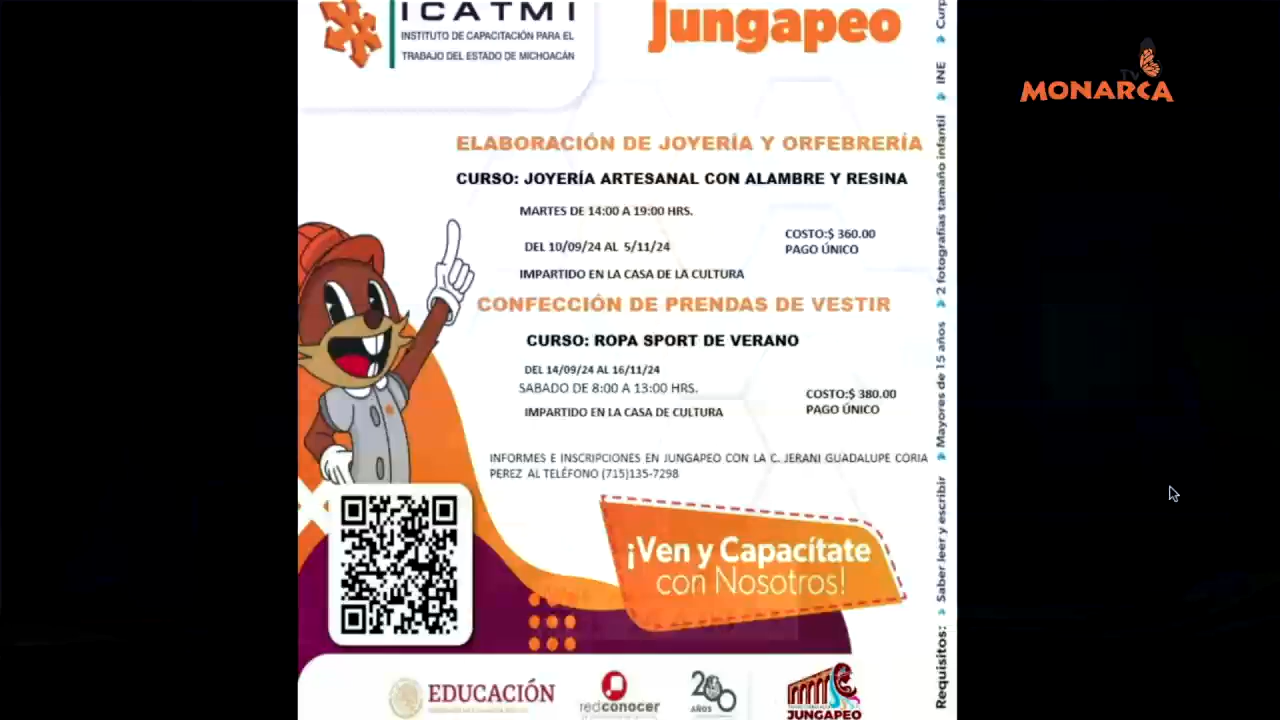 ICATMI
INSTITUTO DE CAPACITACIÓN PARA EL
TRABAJO DEL ESTADO DE MICHOACÁN
Jungapeo
TV
MONARCA
ELABORACIÓN DE JOYERÍA Y ORFEBRERÍA
CURSO: JOYERÍA ARTESANAL CON ALAMBRE Y RESINA
MARTES DE 14:00 A 19:00 HRS.
COSTO:$ 360.00
PAGO ÚNICO
DEL 10/09/24 AL 5/11/24
IMPARTIDO EN LA CASA DE LA CULTURA
CONFECCIÓN DE PRENDAS DE VESTIR
CURSO: ROPA SPORT DE VERANO
DEL 14/09/24 AL 16/11/24
SABADO DE 8:00 A 13:00 HRS.
COSTO:$ 380.00
PAGO ÚNICO
IMPARTIDO EN LA CASA DE CULTURA
INFORMES E INSCRIPCIONES EN JUNGAPEO CON LA C. JERANI GUADALUPE CORIA
PEREZ AL TELÉFONO (715)135-7298
¡Ven y Capacítate
con Nosotros!
Requisitos: Saber leer y escribir Mayores de 15 años 2 fotografías tamaño infantil INE Curp
EDUCACIÓN
redconocer
200
AÑOS
JUNGAPEO